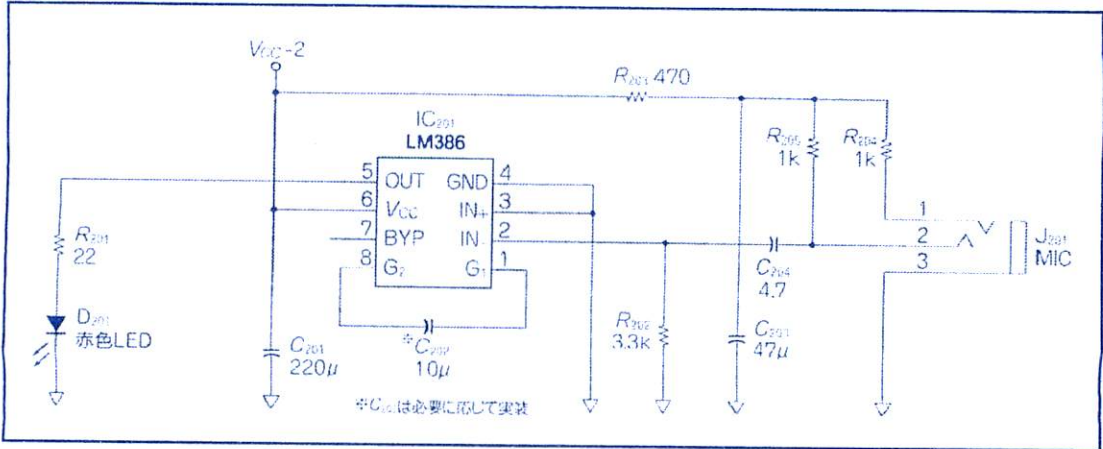 VCC-2
R203 470
IC201
LM386
R205
1k
R204
1k
5 OUT GND 4
6 VCC IN+ 3
7 BYP IN- 2
8 G2 G1 1
1
2
3
J201
MIC
R201
22
C204
4.7
D201
赤色LED
C201
220μ
※C202
10μ
R202
3.3k
C203
47μ
※C202は必要に応じて実装